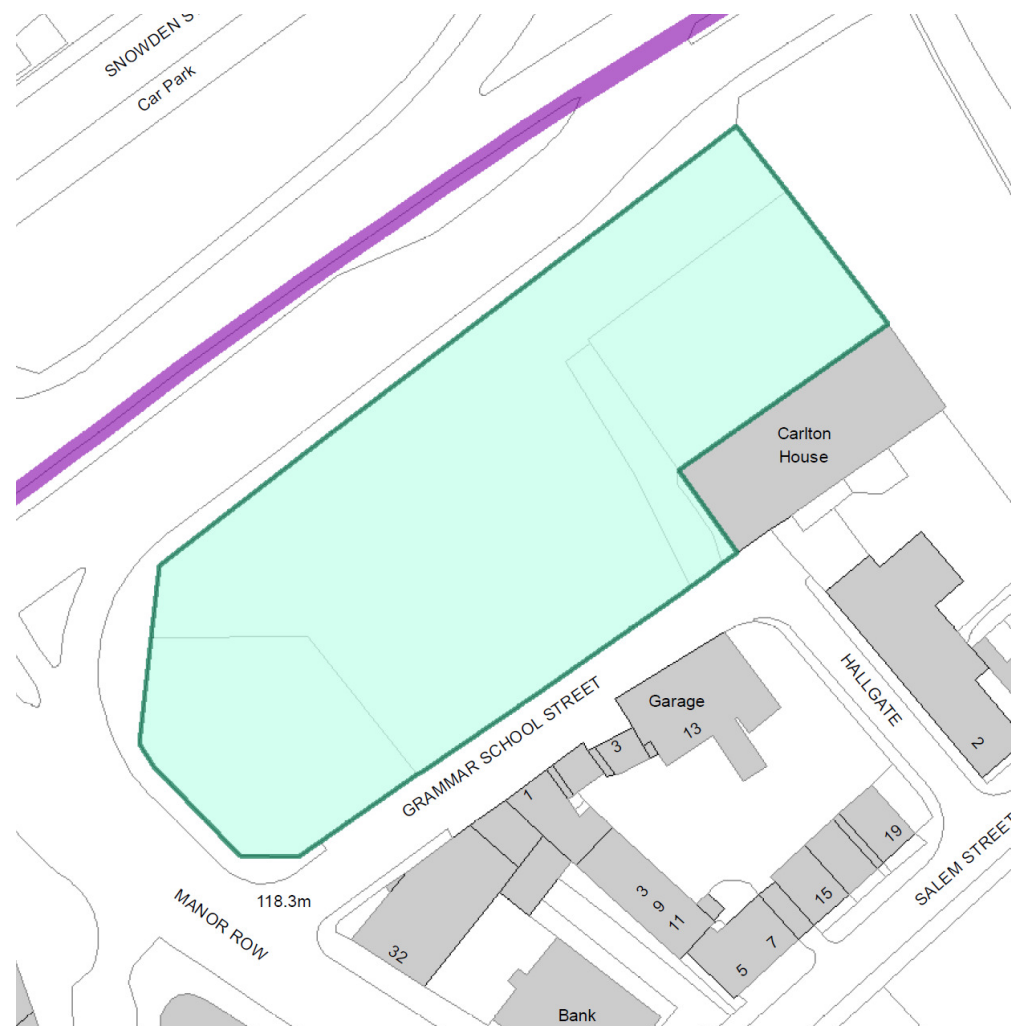 SNOWDEN S
Car Park
Carlton
House
HALLGATE
Garage
13
3
2
GRAMMAR SCHOOL STREET
1
19
SALEM STREET
3
9
11
15
7
5
118.3m
MANOR ROW
32
Bank